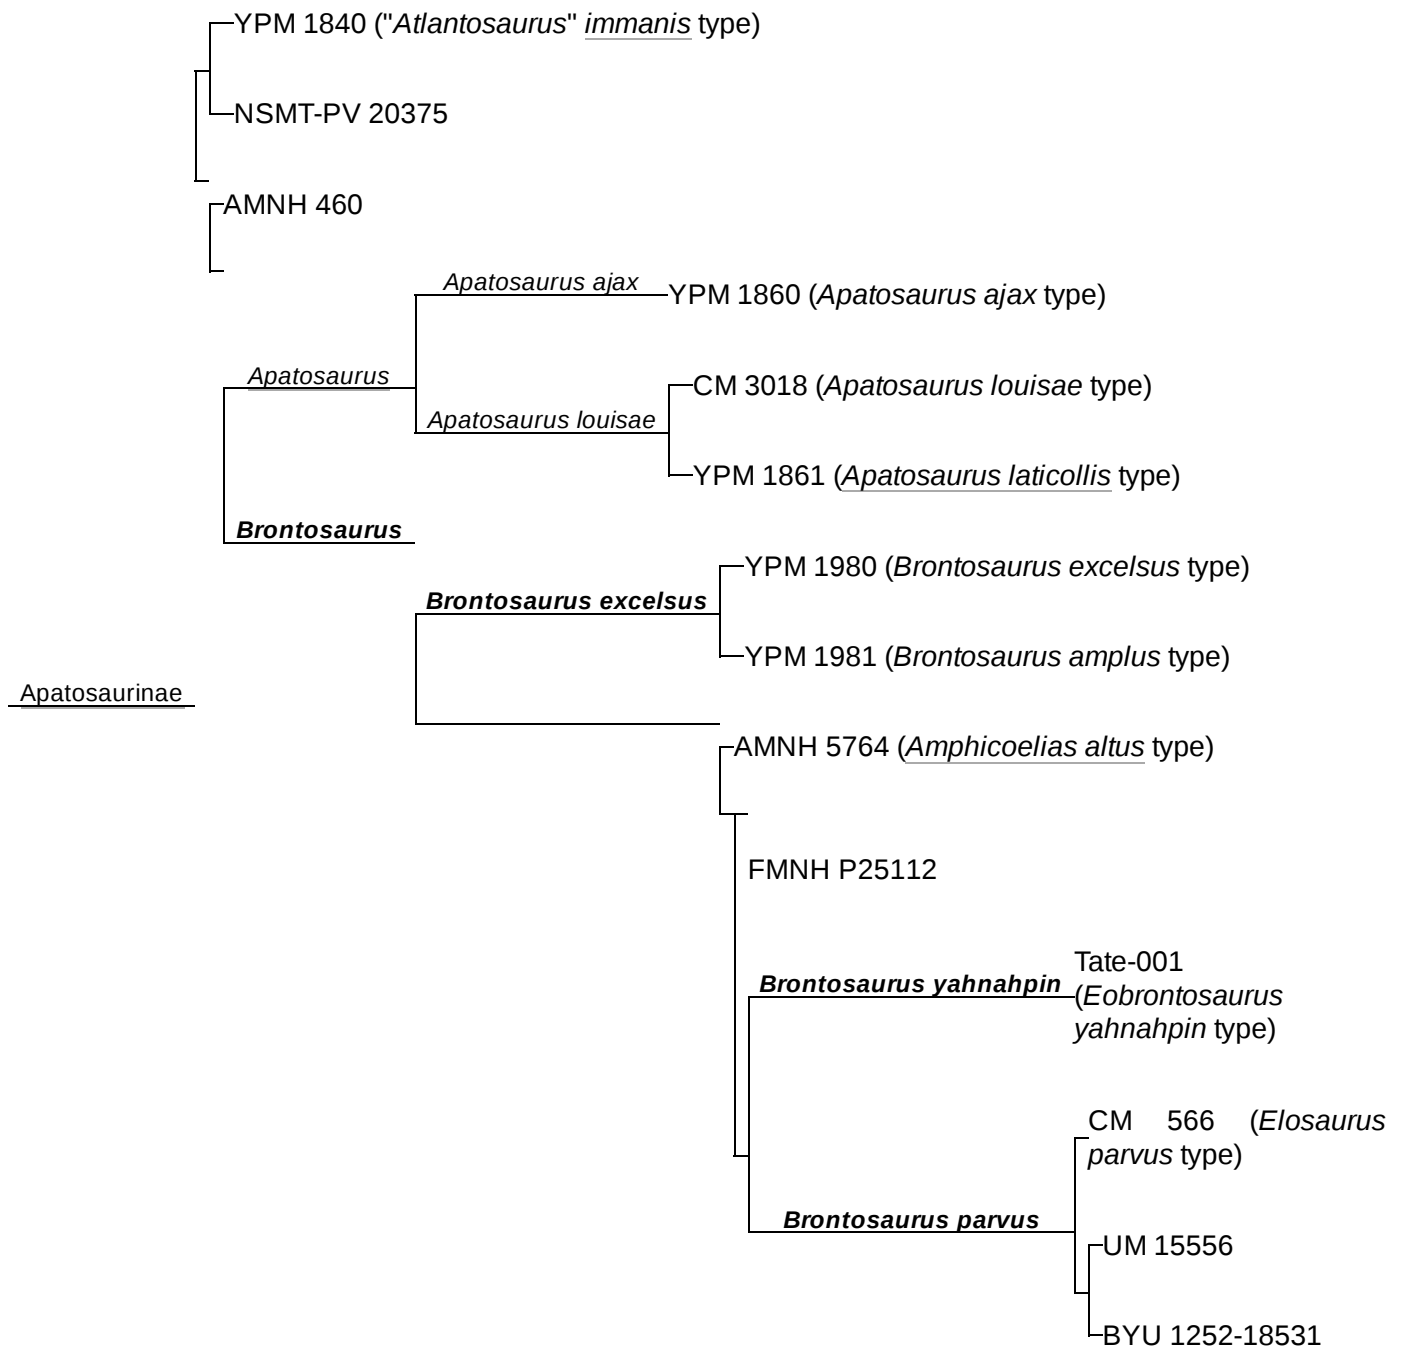 YPM 1840 ("Atlantosaurus" immanis type)
NSMT-PV 20375
AMNH 460
Apatosaurus ajax
YPM 1860 (Apatosaurus ajax type)
Apatosaurus
CM 3018 (Apatosaurus louisae type)
Apatosaurus louisae
YPM 1861 (Apatosaurus laticollis type)
Brontosaurus
YPM 1980 (Brontosaurus excelsus type)
Brontosaurus excelsus
YPM 1981 (Brontosaurus amplus type)
Apatosaurinae
AMNH 5764 (Amphicoelias altus type)
FMNH P25112
Brontosaurus yahnahpin
Tate-001
(Eobrontosaurus
yahnahpin type)
CM 566 (Elosaurus
parvus type)
Brontosaurus parvus
UM 15556
BYU 1252-18531